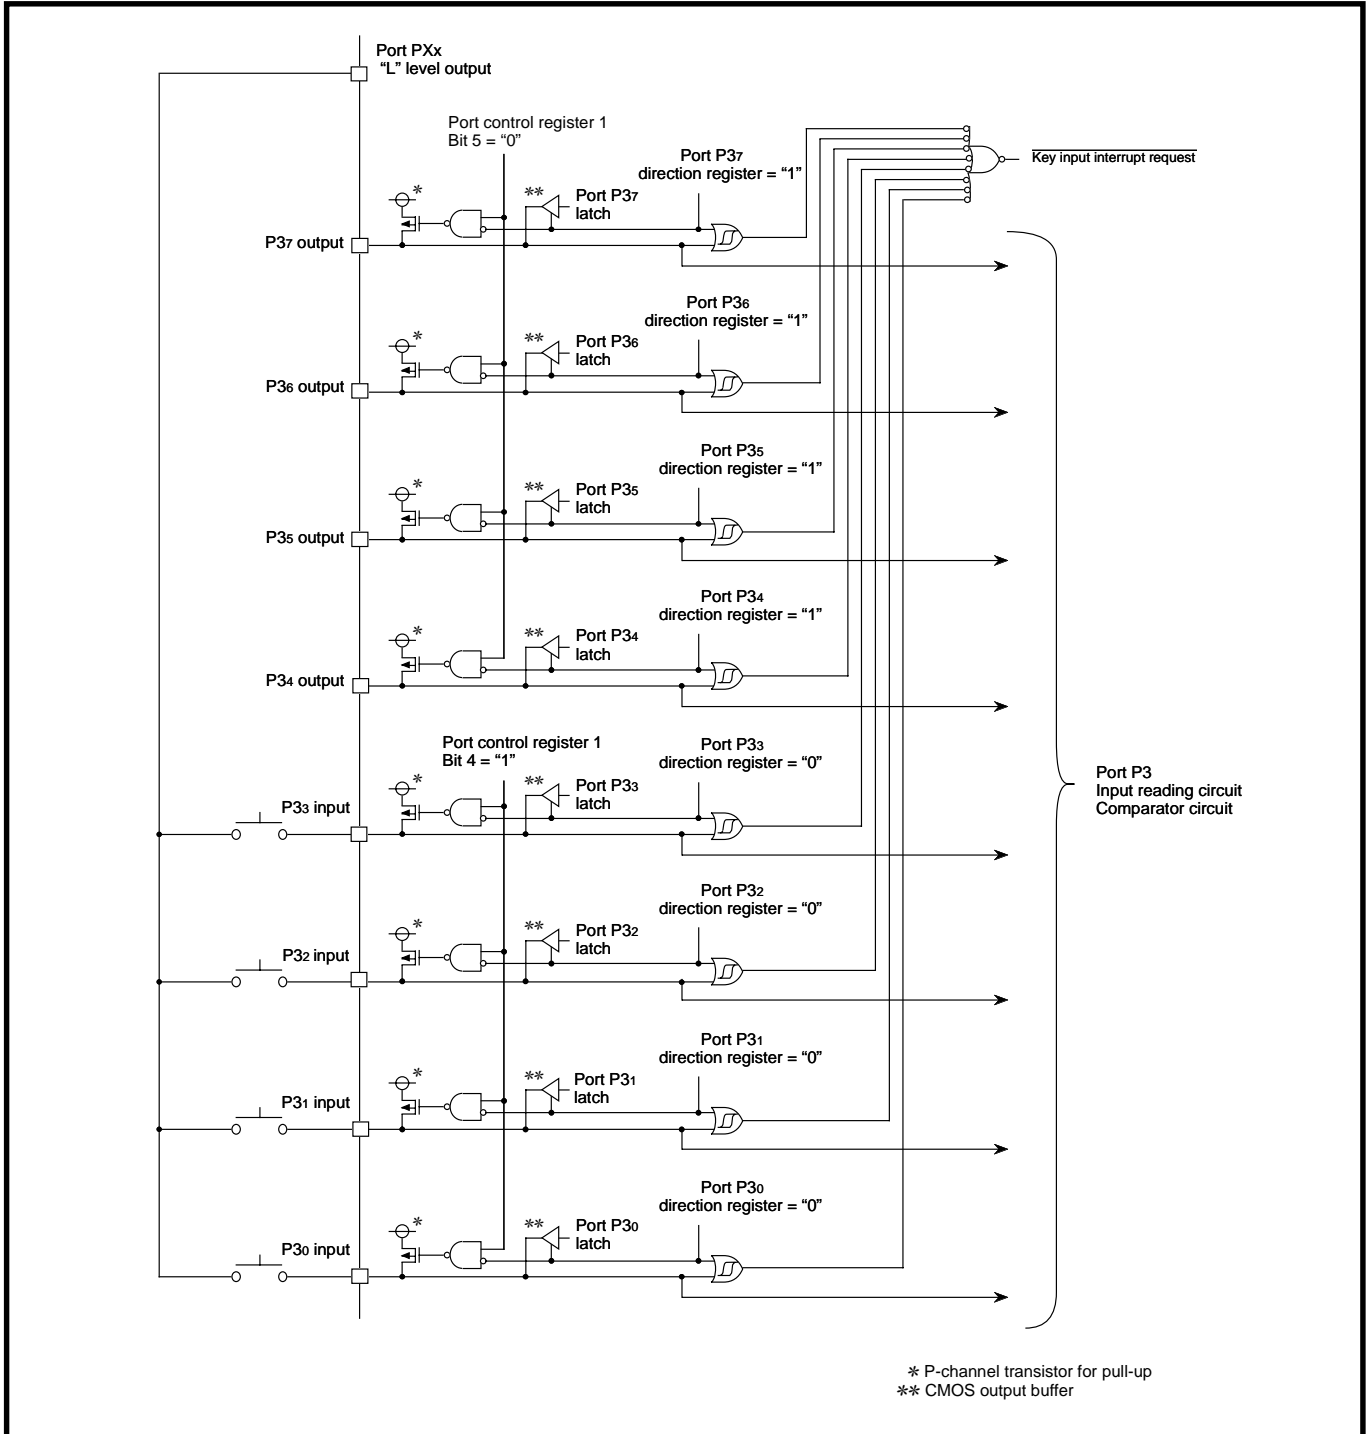 Port PXx
“L” level output
Port control register 1
Bit 5 = “0”
Key input interrupt request
Port P37
direction register = “1”
*
**
Port P37
latch
P37 output
Port P36
direction register = “1”
*
**
Port P36
latch
P36 output
Port P35
direction register = “1”
*
**
Port P35
latch
P35 output
Port P34
direction register = “1”
*
**
Port P34
latch
P34 output
Port control register 1
Bit 4 = “1”
Port P33
direction register = “0”
*
**
Port P33
latch
P33 input
Port P3
Input reading circuit
Comparator circuit
Port P32
direction register = “0”
*
**
Port P32
latch
P32 input
Port P31
direction register = “0”
*
**
Port P31
latch
P31 input
Port P30
direction register = “0”
*
**
Port P30
latch
P30 input
* P-channel transistor for pull-up
** CMOS output buffer